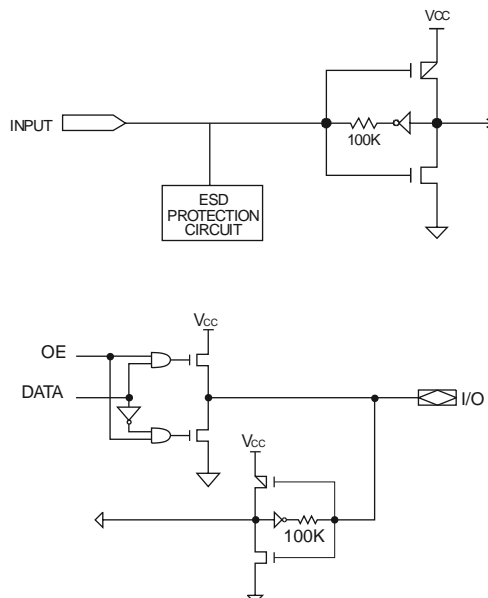 VCC
INPUT
100K
ESD
PROTECTION
CIRCUIT
VCC
OE
DATA
I/O
VCC
100K